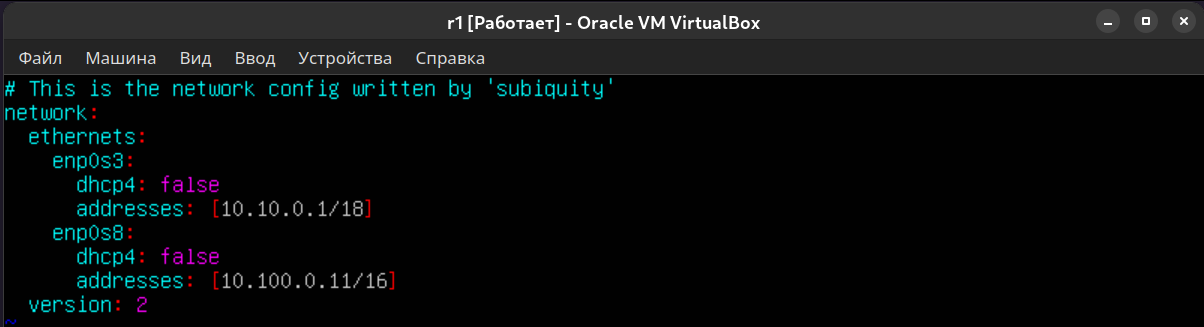 r1 [Работает] - Oracle VM VirtualBox
Файл Машина Вид Ввод Устройства Справка
# This is the network config written by 'subiquity'
network:
  ethernets:
    enp0s3:
      dhcp4: false
      addresses: [10.10.0.1/18]
    enp0s8:
      dhcp4: false
      addresses: [10.100.0.11/16]
  version: 2
~